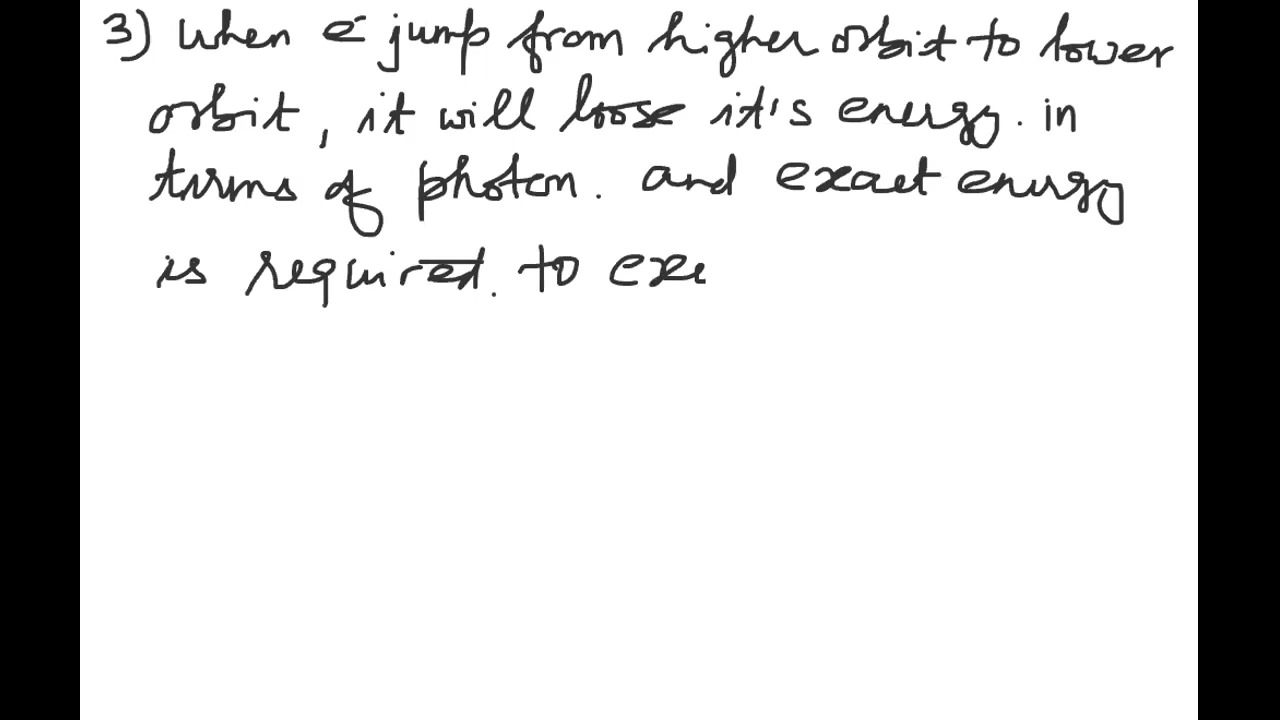 3) when e⁻ jump from higher orbit to lower
orbit, it will loose it's energy. in
terms of photon. and exact energy
is required. to exc